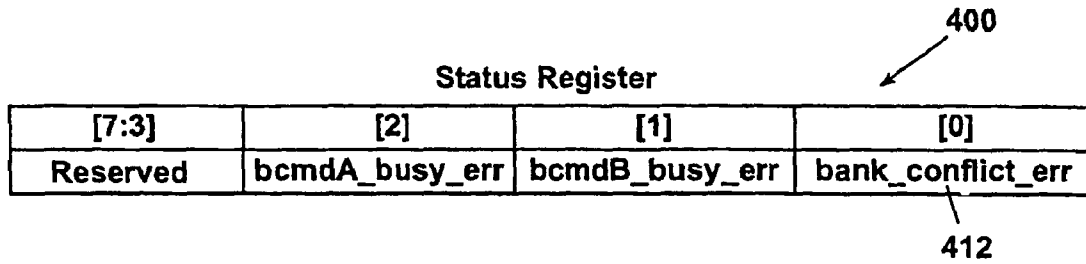 400
Status Register
[7:3] [2] [1] [0]
Reserved bcmdA_busy_err bcmdB_busy_err bank_conflict_err
412